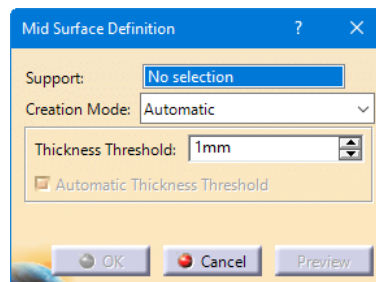 Mid Surface Definition ? ×
Support: No selection
Creation Mode: Automatic
Thickness Threshold: 1mm
Automatic Thickness Threshold
OK Cancel Preview